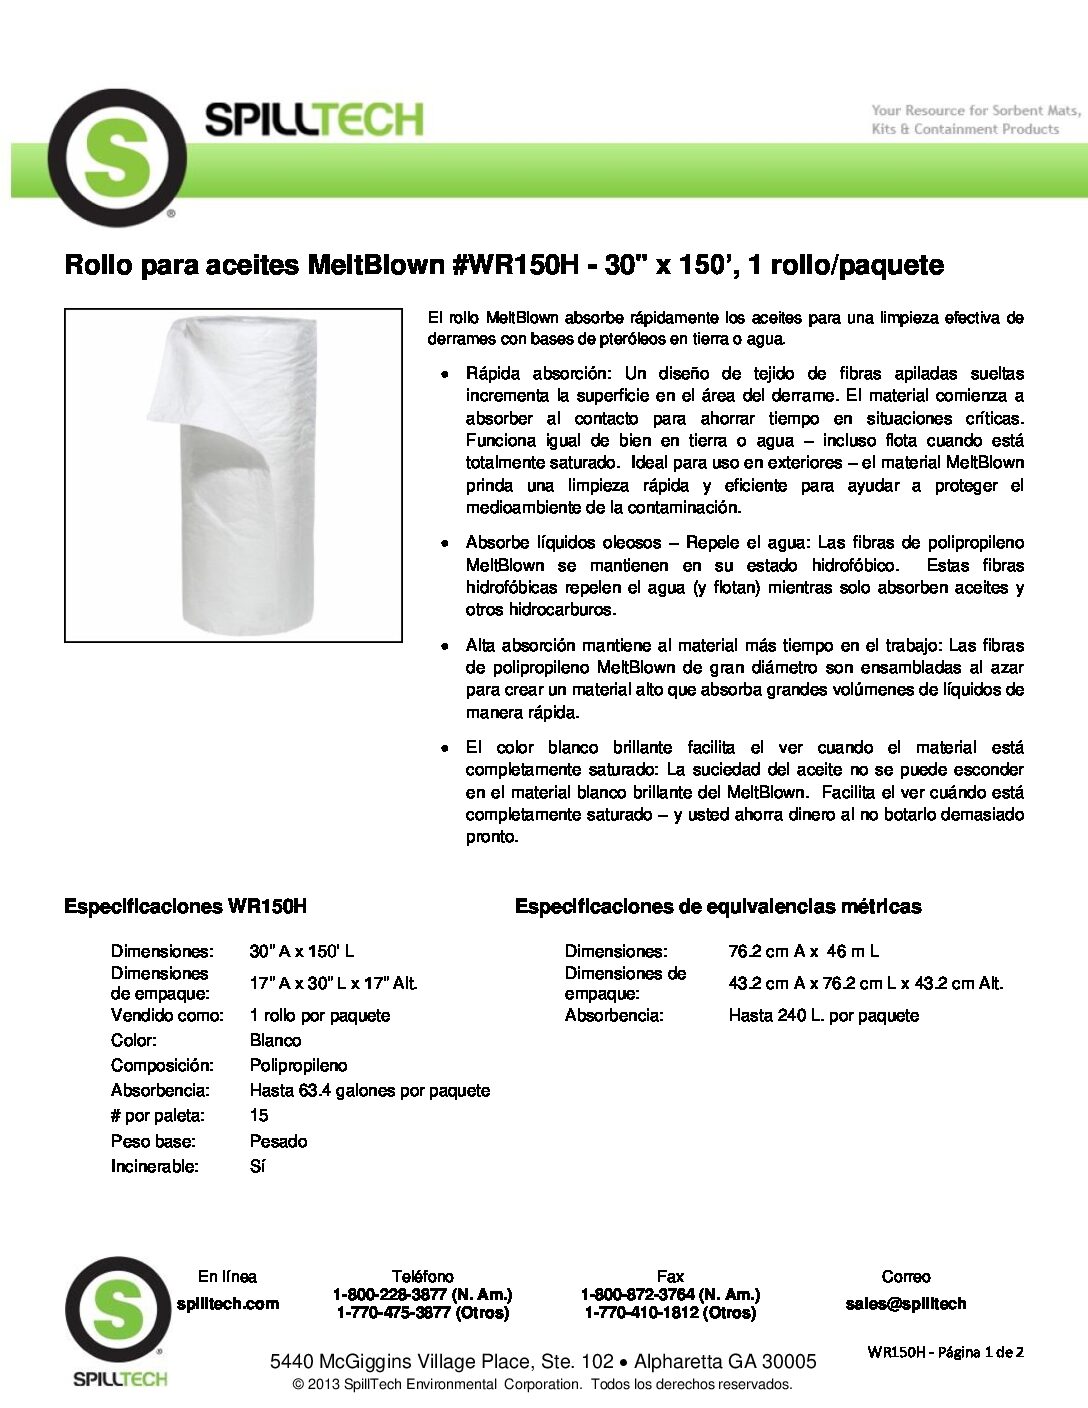 SPILLTECH
Your Resource for Sorbent Mats,
Kits & Containment Products
S
®
Rollo para aceites MeltBlown #WR150H - 30" x 150’, 1 rollo/paquete
El rollo MeltBlown absorbe rápidamente los aceites para una limpieza efectiva de
derrames con bases de pteróleos en tierra o agua.
• Rápida absorción: Un diseño de tejido de fibras apiladas sueltas
incrementa la superficie en el área del derrame. El material comienza a
absorber al contacto para ahorrar tiempo en situaciones críticas.
Funciona igual de bien en tierra o agua – incluso flota cuando está
totalmente saturado. Ideal para uso en exteriores – el material MeltBlown
prinda una limpieza rápida y eficiente para ayudar a proteger el
medioambiente de la contaminación.
• Absorbe líquidos oleosos – Repele el agua: Las fibras de polipropileno
MeltBlown se mantienen en su estado hidrofóbico. Estas fibras
hidrofóbicas repelen el agua (y flotan) mientras solo absorben aceites y
otros hidrocarburos.
• Alta absorción mantiene al material más tiempo en el trabajo: Las fibras
de polipropileno MeltBlown de gran diámetro son ensambladas al azar
para crear un material alto que absorba grandes volúmenes de líquidos de
manera rápida.
• El color blanco brillante facilita el ver cuando el material está
completamente saturado: La suciedad del aceite no se puede esconder
en el material blanco brillante del MeltBlown. Facilita el ver cuándo está
completamente saturado – y usted ahorra dinero al no botarlo demasiado
pronto.
Especificaciones WR150H
Dimensiones: 30” A x 150' L
Dimensiones
de empaque: 17” A x 30” L x 17” Alt.
Vendido como: 1 rollo por paquete
Color: Blanco
Composición: Polipropileno
Absorbencia: Hasta 63.4 galones por paquete
# por paleta: 15
Peso base: Pesado
Incinerable: Sí
Especificaciones de equivalencias métricas
Dimensiones: 76.2 cm A x 46 m L
Dimensiones de
empaque: 43.2 cm A x 76.2 cm L x 43.2 cm Alt.
Absorbencia: Hasta 240 L. por paquete
S
®
SPILLTECH
En línea
spilltech.com
Teléfono
1-800-228-3877 (N. Am.)
1-770-475-3877 (Otros)
Fax
1-800-872-3764 (N. Am.)
1-770-410-1812 (Otros)
Correo
sales@spilltech
WR150H - Página 1 de 2
5440 McGiggins Village Place, Ste. 102 • Alpharetta GA 30005
© 2013 SpillTech Environmental Corporation. Todos los derechos reservados.